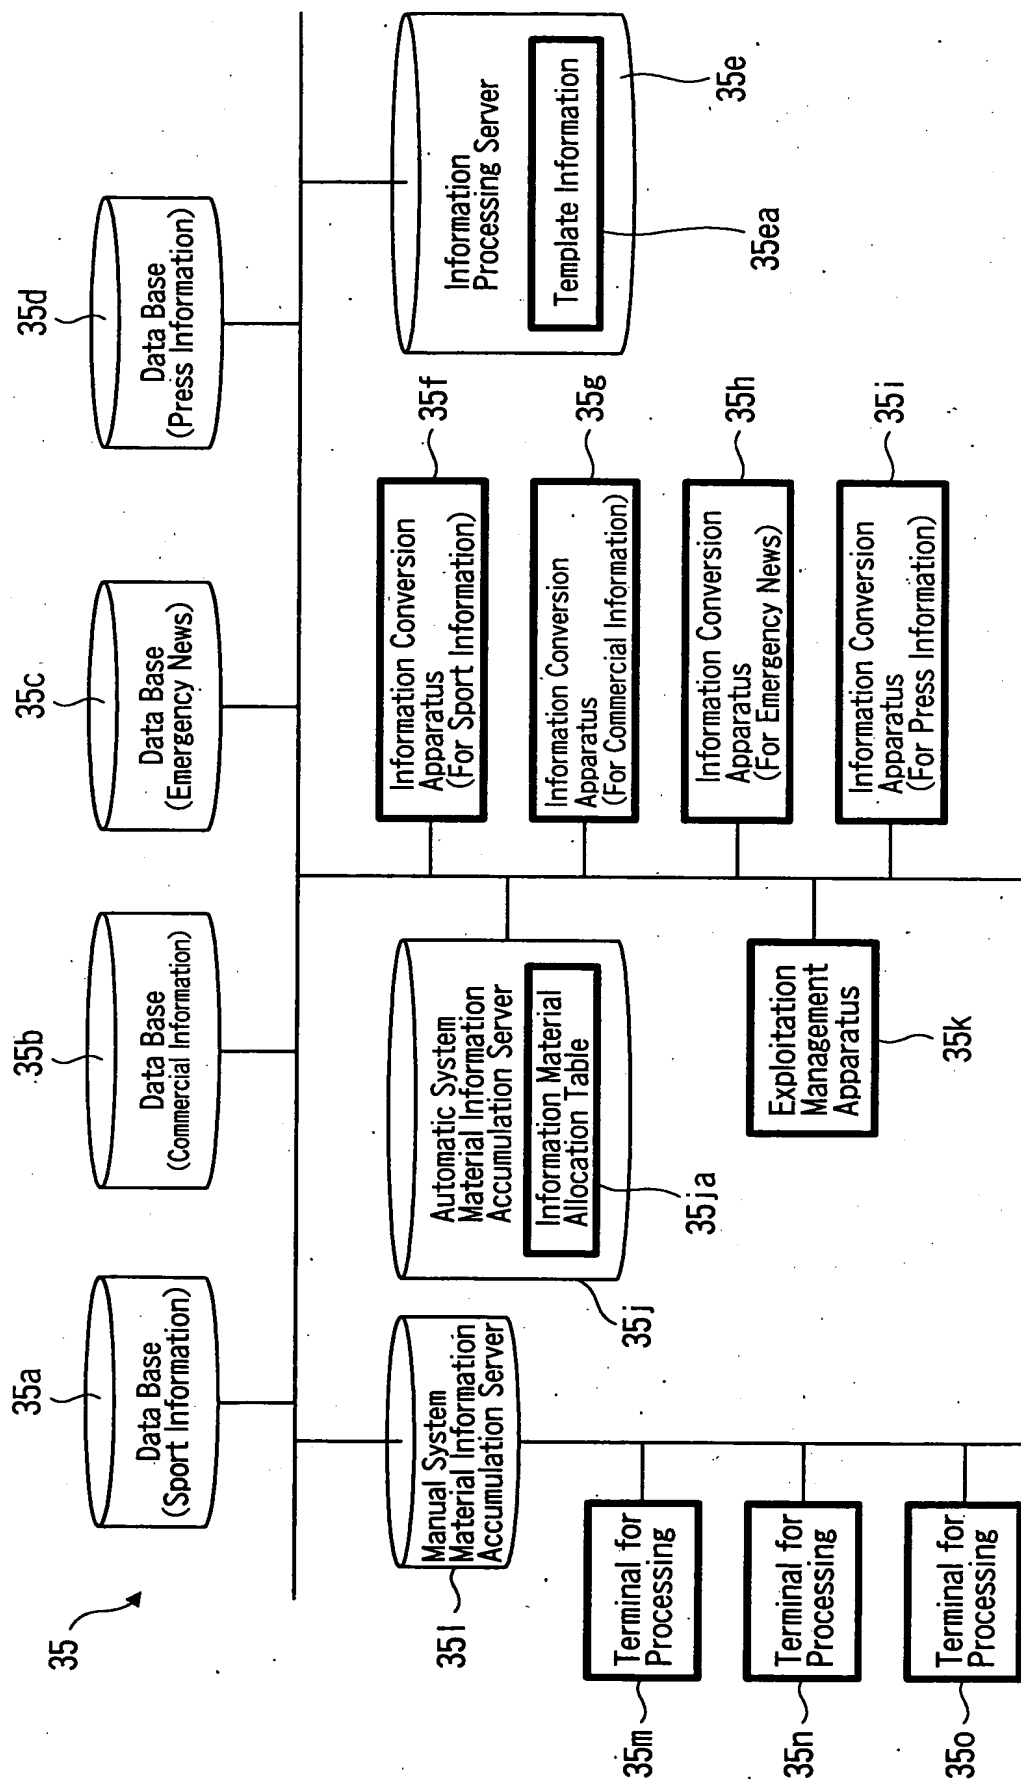 35
35a
Data Base
(Sport Information)
35b
Data Base
(Commercial Information)
35c
Data Base
(Emergency News)
35d
Data Base
(Press Information)
Manual System
Material Information
Accumulation Server
35l
Automatic System
Material Information
Accumulation Server
Information Material
Allocation Table
35ja
35j
Information Conversion
Apparatus
(For Sport Information)
35f
Information Conversion
Apparatus
(For Commercial Information)
35g
Information Conversion
Apparatus
(For Emergency News)
35h
Information Conversion
Apparatus
(For Press Information)
35i
Information
Processing Server
Template Information
35ea
35e
Exploitation
Management
Apparatus
35k
Terminal for
Processing
35m
Terminal for
Processing
35n
Terminal for
Processing
35o